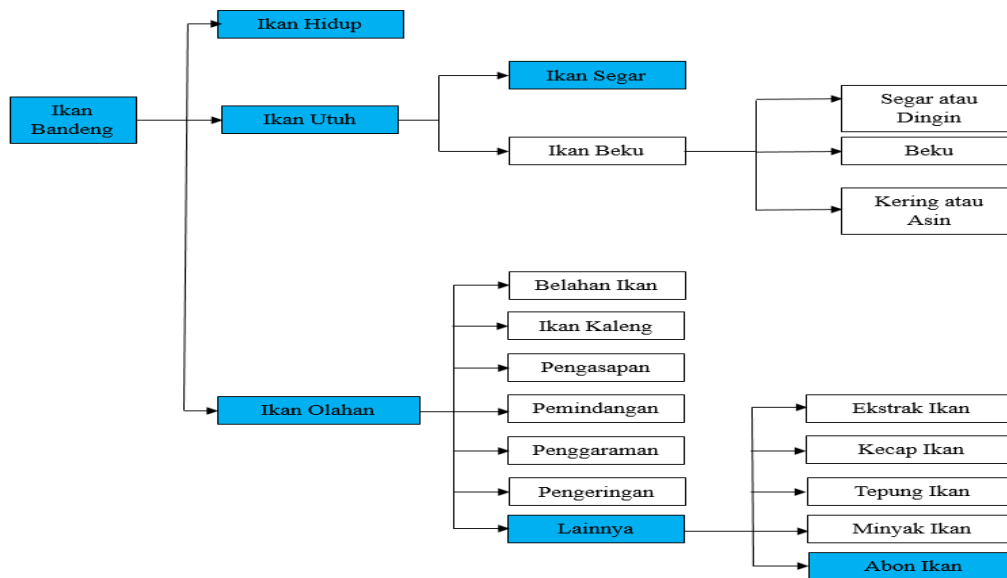 Ikan Hidup
Ikan Segar
Ikan
Bandeng
Ikan Utuh
Segar atau
Dingin
Ikan Beku
Beku
Kering atau
Asin
Belahan Ikan
Ikan Kaleng
Pengasapan
Ikan Olahan
Pemindangan
Penggaraman
Pengeringan
Lainnya
Ekstrak Ikan
Kecap Ikan
Tepung Ikan
Minyak Ikan
Abon Ikan